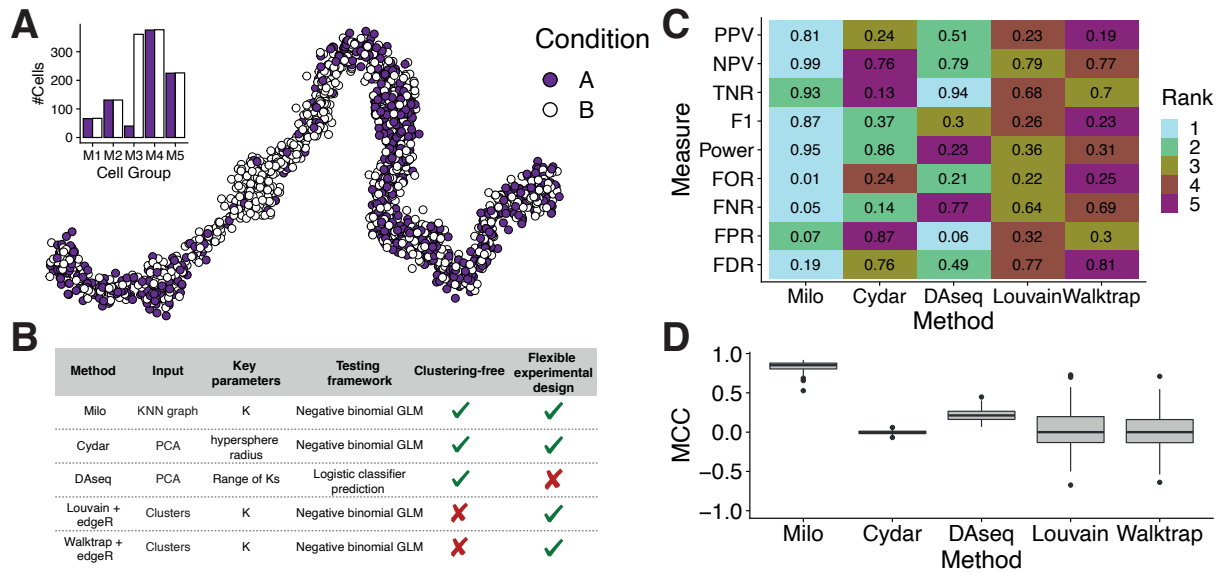 A
#Cells
300
200
100
0
M1 M2 M3 M4 M5
Cell Group
Condition
A
B
B
Method Input Key parameters Testing framework Clustering-free Flexible experimental design
Milo KNN graph K Negative binomial GLM ✓ ✓
Cydar PCA hypersphere radius Negative binomial GLM ✓ ✓
DAseq PCA Range of Ks Logistic classifier prediction ✓ ✗
Louvain + edgeR Clusters K Negative binomial GLM ✗ ✓
Walktrap + edgeR Clusters K Negative binomial GLM ✗ ✓
C
Measure
PPV 0.81 0.24 0.51 0.23 0.19
NPV 0.99 0.76 0.79 0.79 0.77
TNR 0.93 0.13 0.94 0.68 0.7
F1 0.87 0.37 0.3 0.26 0.23
Power 0.95 0.86 0.23 0.36 0.31
FOR 0.01 0.24 0.21 0.22 0.25
FNR 0.05 0.14 0.77 0.64 0.69
FPR 0.07 0.87 0.06 0.32 0.3
FDR 0.19 0.76 0.49 0.77 0.81
Milo Cydar DAseq Louvain Walktrap
Method
Rank
1
2
3
4
5
D
MCC
1.0
0.5
0.0
−0.5
−1.0
Milo Cydar DAseq Louvain Walktrap
Method